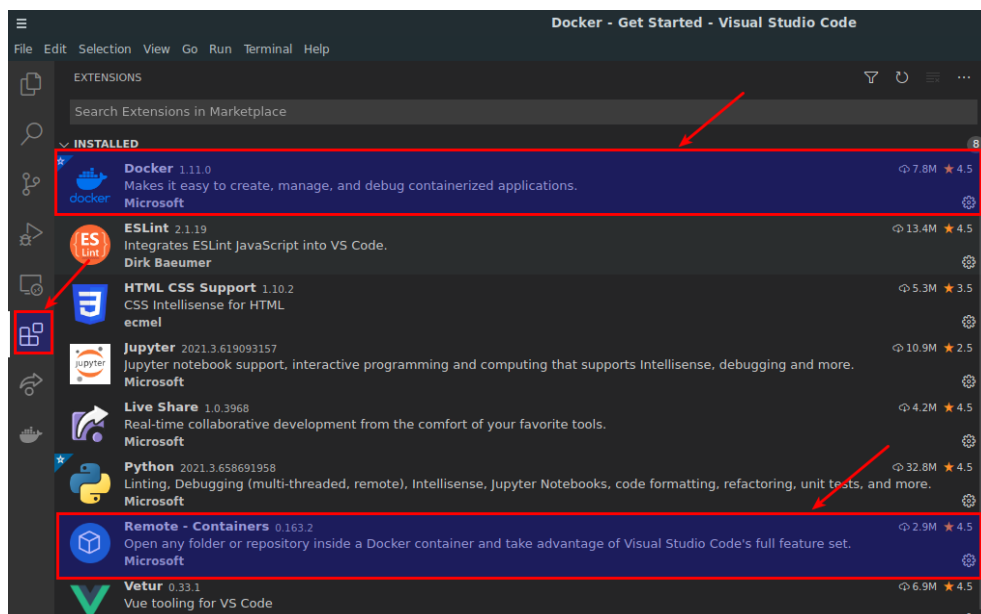 Docker - Get Started - Visual Studio Code
File Edit Selection View Go Run Terminal Help
EXTENSIONS
Search Extensions in Marketplace
INSTALLED 8
Docker 1.11.0 7.8M 4.5
Makes it easy to create, manage, and debug containerized applications.
docker
Microsoft
ESLint 2.1.19 13.4M 4.5
ES
Lint
Integrates ESLint JavaScript into VS Code.
Dirk Baeumer
HTML CSS Support 1.10.2 5.3M 3.5
CSS Intellisense for HTML
ecmel
Jupyter 2021.3.619093157 10.9M 2.5
jupyter
Jupyter notebook support, interactive programming and computing that supports Intellisense, debugging and more.
Microsoft
Live Share 1.0.3968 4.2M 4.5
Real-time collaborative development from the comfort of your favorite tools.
Microsoft
Python 2021.3.658691958 32.8M 4.5
Linting, Debugging (multi-threaded, remote), Intellisense, Jupyter Notebooks, code formatting, refactoring, unit tests, and more.
Microsoft
Remote - Containers 0.163.2 2.9M 4.5
Open any folder or repository inside a Docker container and take advantage of Visual Studio Code's full feature set.
Microsoft
Vetur 0.33.1 6.9M 4.5
Vue tooling for VS Code